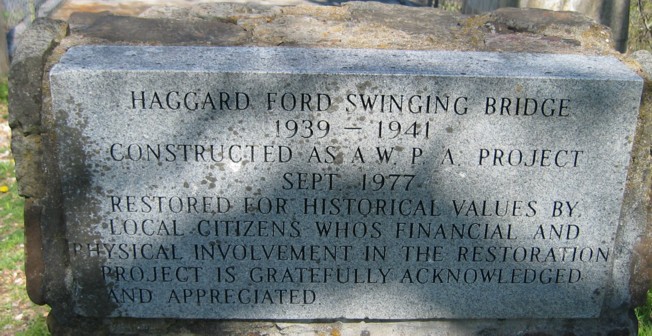 HAGGARD FORD SWINGING BRIDGE
1939 - 1941
CONSTRUCTED AS A W. P. A. PROJECT
SEPT. 1977
RESTORED FOR HISTORICAL VALUES BY
LOCAL CITIZENS WHOS FINANCIAL AND
PHYSICAL INVOLVEMENT IN THE RESTORATION
PROJECT IS GRATEFULLY ACKNOWLEDGED
AND APPRECIATED